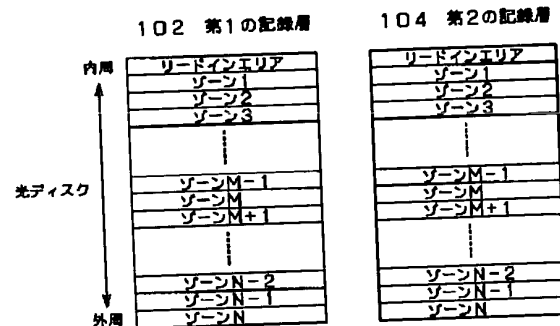 102 第1の記録層
104 第2の記録層
内周
光ディスク
外周
リードインエリア
ゾーン1
ゾーン2
ゾーン3
ゾーンM-1
ゾーンM
ゾーンM+1
ゾーンN-2
ゾーンN-1
ゾーンN
リードインエリア
ゾーン1
ゾーン2
ゾーン3
ゾーンM-1
ゾーンM
ゾーンM+1
ゾーンN-2
ゾーンN-1
ゾーンN